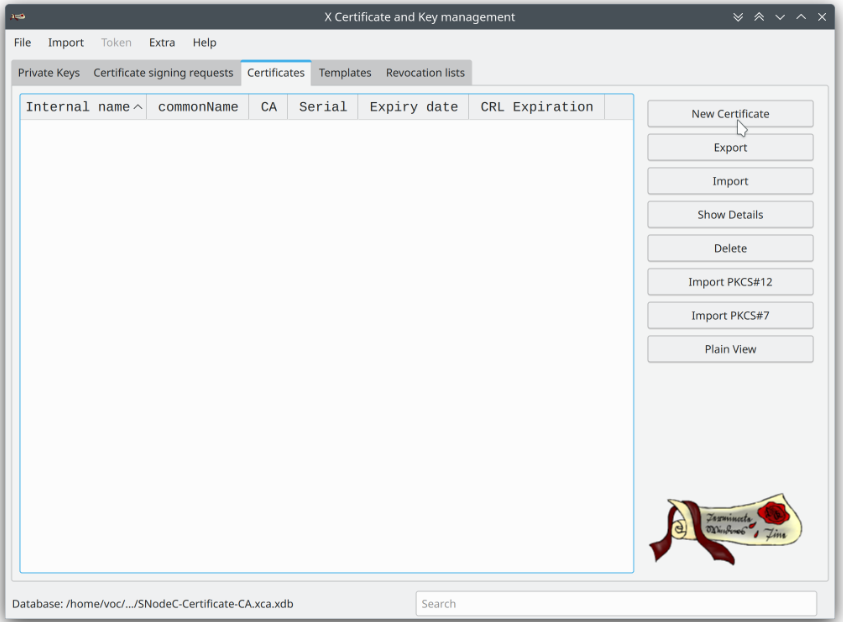 X Certificate and Key management
File Import Token Extra Help
Private Keys Certificate signing requests Certificates Templates Revocation lists
Internal name commonName CA Serial Expiry date CRL Expiration
New Certificate
Export
Import
Show Details
Delete
Import PKCS#12
Import PKCS#7
Plain View
Database: /home/voc/.../SNodeC-Certificate-CA.xca.xdb
Search